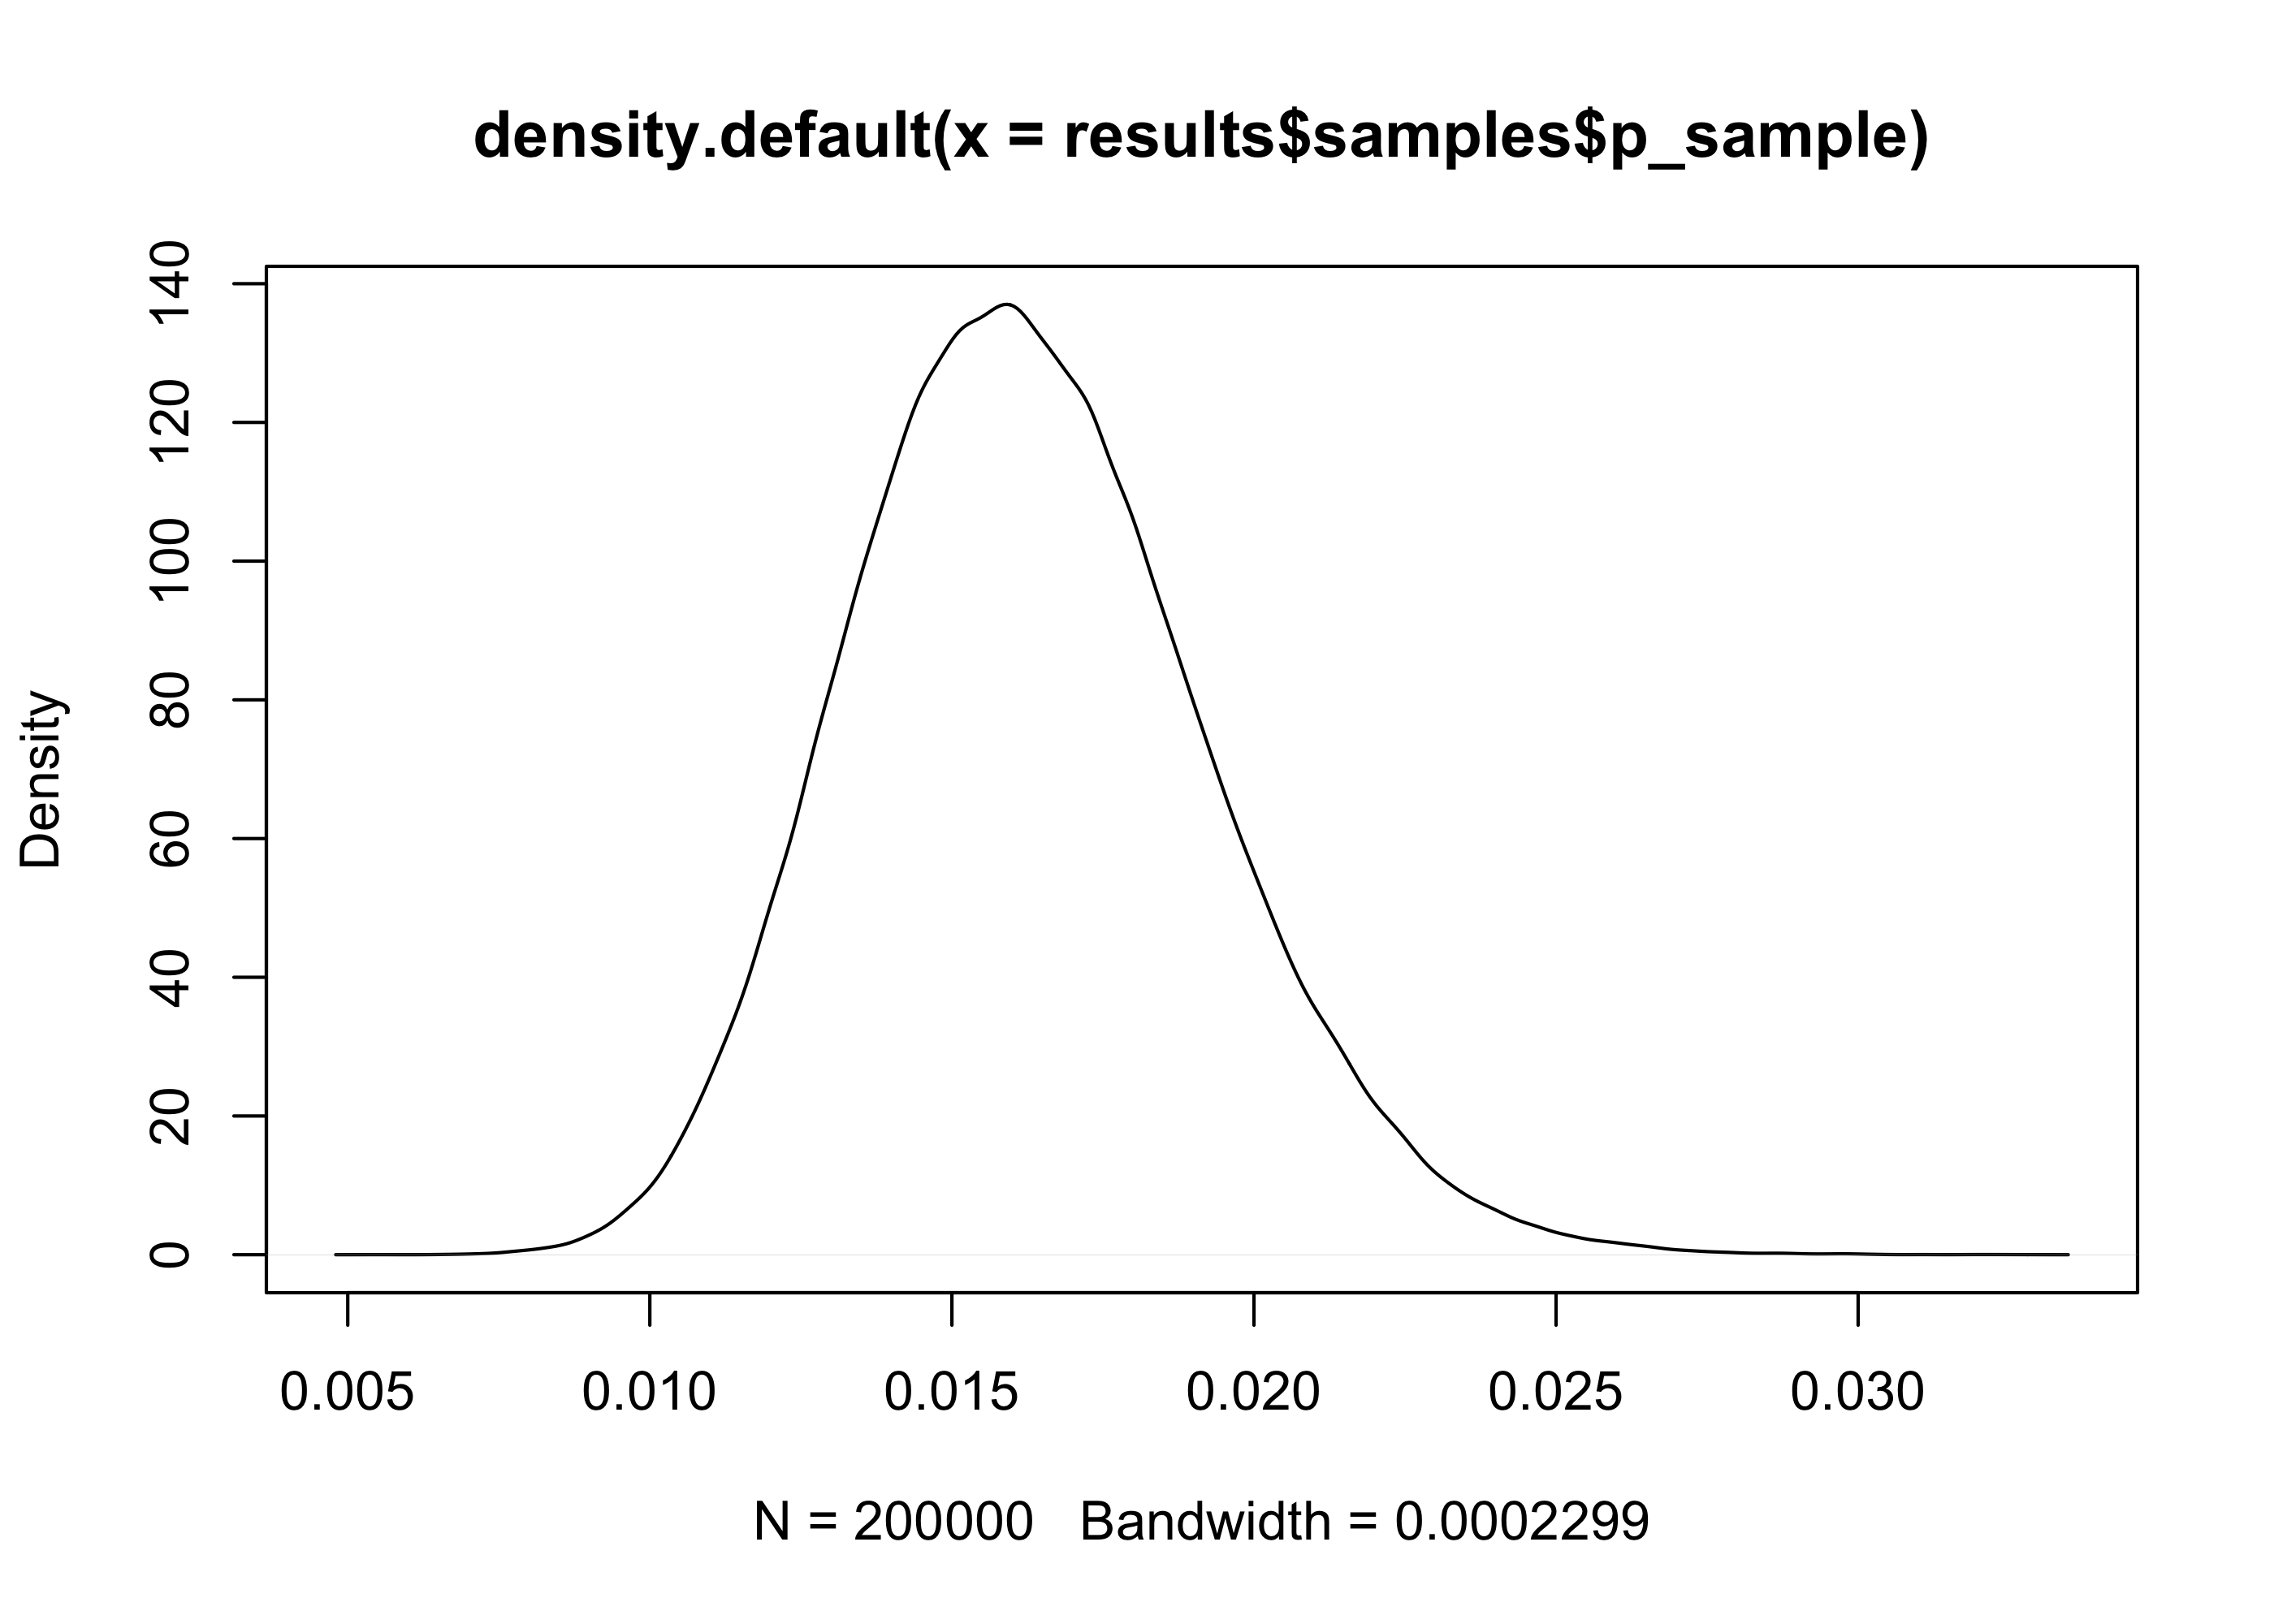 density.default(x = results$samples$p_sample)
140
120
100
80
60
40
20
0
Density
0.005 0.010 0.015 0.020 0.025 0.030
N = 200000 Bandwidth = 0.0002299